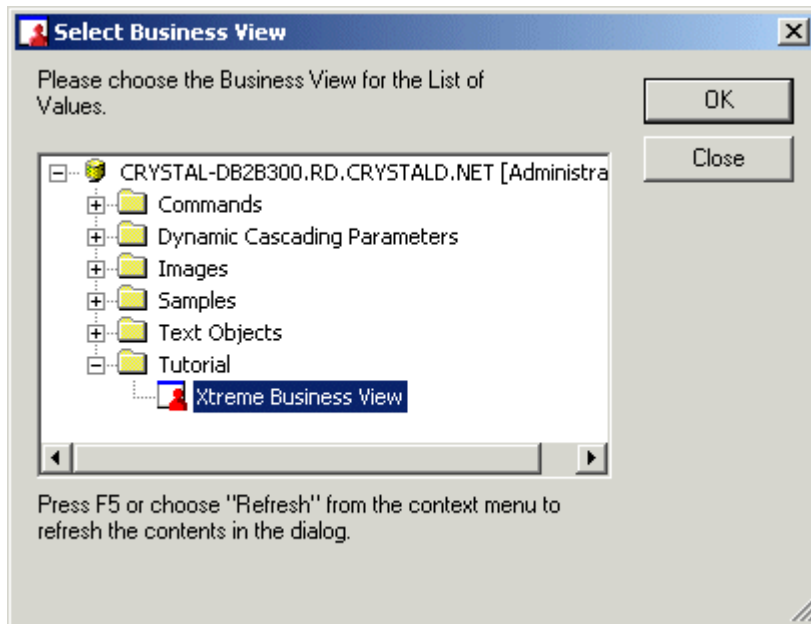 Select Business View
Please choose the Business View for the List of
Values.
OK
Close
CRYSTAL-DB2B300.RD.CRYSTALD.NET [Administra
Commands
Dynamic Cascading Parameters
Images
Samples
Text Objects
Tutorial
Xtreme Business View
Press F5 or choose "Refresh" from the context menu to
refresh the contents in the dialog.